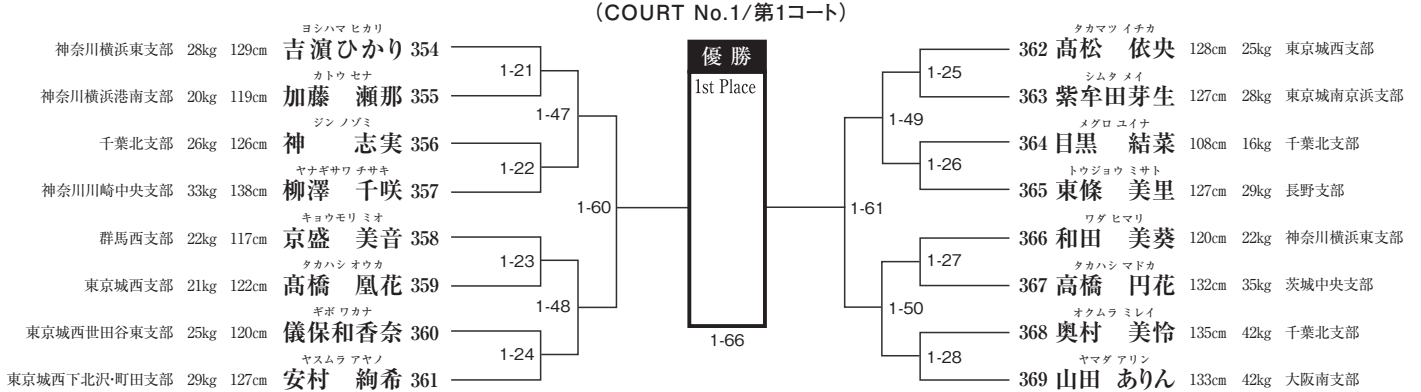 (COURT No.1/第1コート)
ヨシハマ ヒカリ
神奈川横浜東支部 28kg 129cm 吉濵ひかり 354
カトウ セナ
神奈川横浜港南支部 20kg 119cm 加藤 瀬那 355
ジン ノゾミ
千葉北支部 26kg 126cm 神 志実 356
ヤナギサワ チサキ
神奈川川崎中央支部 33kg 138cm 柳澤 千咲 357
キョウモリ ミオ
群馬西支部 22kg 117cm 京盛 美音 358
タカハシ オウカ
東京城西支部 21kg 122cm 髙橋 凰花 359
ギボ ワカナ
東京城西世田谷東支部 25kg 120cm 儀保和香奈 360
ヤスムラ アヤノ
東京城西下北沢・町田支部 29kg 127cm 安村 絢希 361
1-21
1-22
1-23
1-24
1-47
1-48
1-60
優勝
1st Place
1-66
タカマツ イチカ
362 髙松 依央 128cm 25kg 東京城西支部
シムタ メイ
363 紫牟田芽生 127cm 28kg 東京城南京浜支部
メグロ ユイナ
364 目黒 結菜 108cm 16kg 千葉北支部
トウジョウ ミサト
365 東條 美里 127cm 29kg 長野支部
ワダ ヒマリ
366 和田 美葵 120cm 22kg 神奈川横浜東支部
タカハシ マドカ
367 高橋 円花 132cm 35kg 茨城中央支部
オクムラ ミレイ
368 奥村 美怜 135cm 42kg 千葉北支部
ヤマダ アリン
369 山田 ありん 133cm 42kg 大阪南支部
1-25
1-26
1-27
1-28
1-49
1-50
1-61